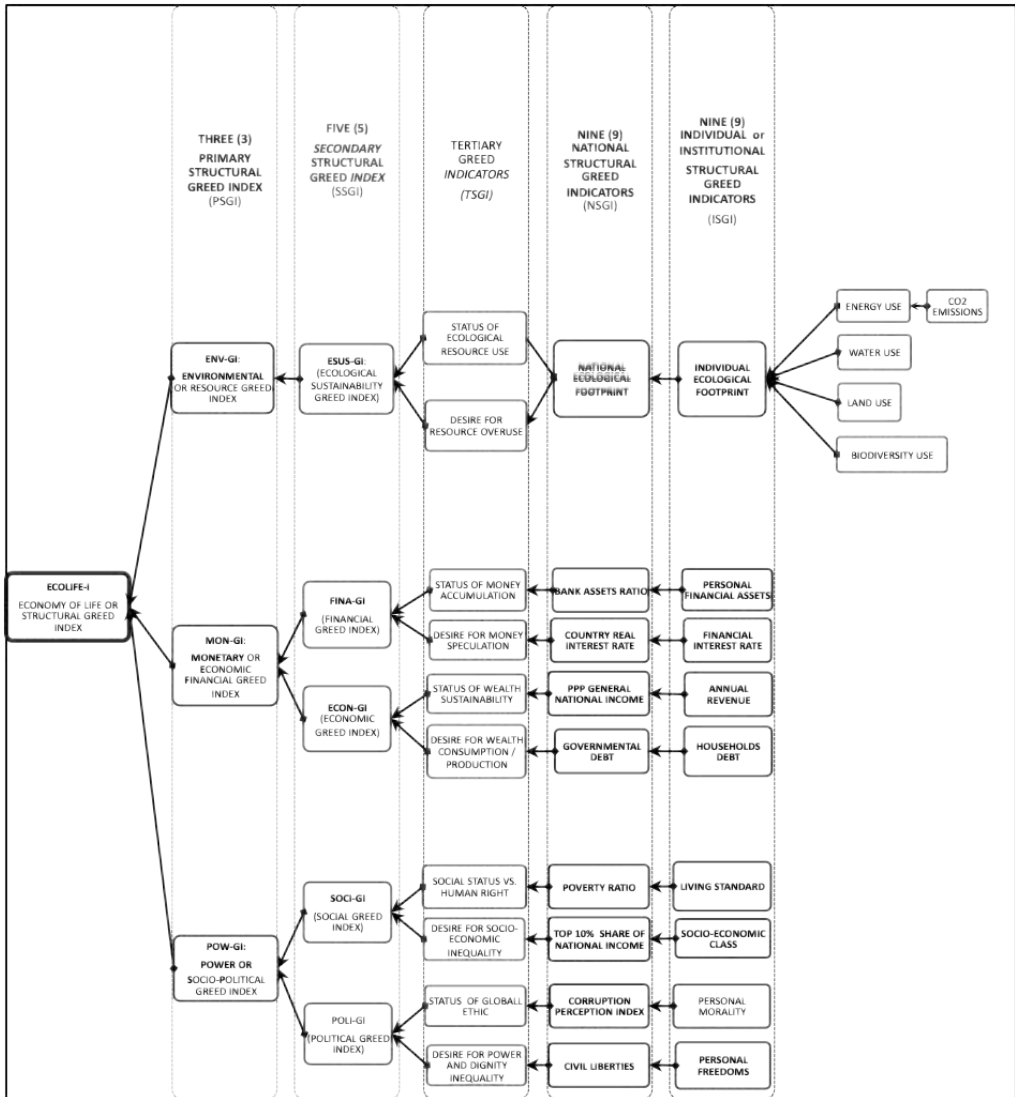 THREE (3)
PRIMARY
STRUCTURAL
GREED INDEX
(PSGI)
FIVE (5)
SECONDARY
STRUCTURAL
GREED INDEX
(SSGI)
TERTIARY
GREED
INDICATORS
(TSGI)
NINE (9)
NATIONAL
STRUCTURAL
GREED
INDICATORS
(NSGI)
NINE (9)
INDIVIDUAL or
INSTITUTIONAL
STRUCTURAL
GREED
INDICATORS
(ISGI)
ENV-GI:
ENVIRONMENTAL
OR RESOURCE GREED
INDEX
ESUS-GI:
(ECOLOGICAL
SUSTAINABILITY
GREED INDEX)
STATUS OF
ECOLOGICAL
RESOURCE USE
DESIRE FOR
RESOURCE OVERUSE
NATIONAL
ECOLOGICAL
FOOTPRINT
INDIVIDUAL
ECOLOGICAL
FOOTPRINT
ENERGY USE
CO2
EMISSIONS
WATER USE
LAND USE
BIODIVERSITY USE
ECOLIFE-I
ECONOMY OF LIFE OR
STRUCTURAL GREED
INDEX
MON-GI:
MONETARY OR
ECONOMIC
FINANCIAL GREED
INDEX
FINA-GI
(FINANCIAL
GREED INDEX)
STATUS OF MONEY
ACCUMULATION
BANK ASSETS RATIO
PERSONAL
FINANCIAL ASSETS
DESIRE FOR MONEY
SPECULATION
COUNTRY REAL
INTEREST RATE
FINANCIAL
INTEREST RATE
ECON-GI
(ECONOMIC
GREED INDEX)
STATUS OF WEALTH
SUSTAINABILITY
PPP GENERAL
NATIONAL INCOME
ANNUAL
REVENUE
DESIRE FOR WEALTH
CONSUMPTION /
PRODUCTION
GOVERNMENTAL
DEBT
HOUSEHOLDS
DEBT
POW-GI:
POWER OR
SOCIO-POLITICAL
GREED INDEX
SOCI-GI
(SOCIAL GREED
INDEX)
SOCIAL STATUS VS.
HUMAN RIGHT
POVERTY RATIO
LIVING STANDARD
DESIRE FOR SOCIO-
ECONOMIC
INEQUALITY
TOP 10% SHARE OF
NATIONAL INCOME
SOCIO-ECONOMIC
CLASS
POLI-GI
(POLITICAL GREED
INDEX)
STATUS OF GLOBALL
ETHIC
CORRUPTION
PERCEPTION INDEX
PERSONAL
MORALITY
DESIRE FOR POWER
AND DIGNITY
INEQUALITY
CIVIL LIBERTIES
PERSONAL
FREEDOMS